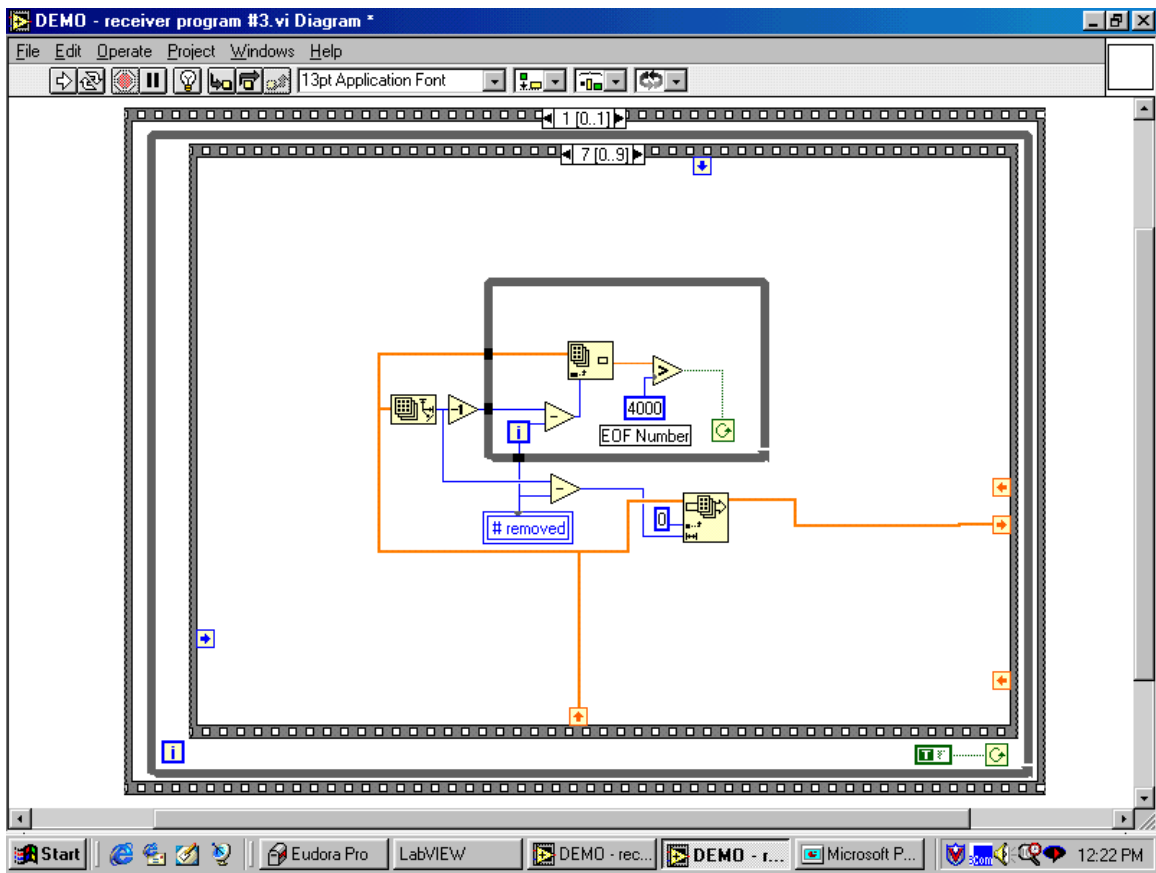 DEMO - receiver program #3.vi Diagram *
File Edit Operate Project Windows Help
13pt Application Font
1 [0..1]
7 [0..9]
-1
-
>
4000
i
EOF Number
-
# removed
0
i
T
Start
Eudora Pro
LabVIEW
DEMO - rec...
DEMO - r...
Microsoft P...
.com
12:22 PM